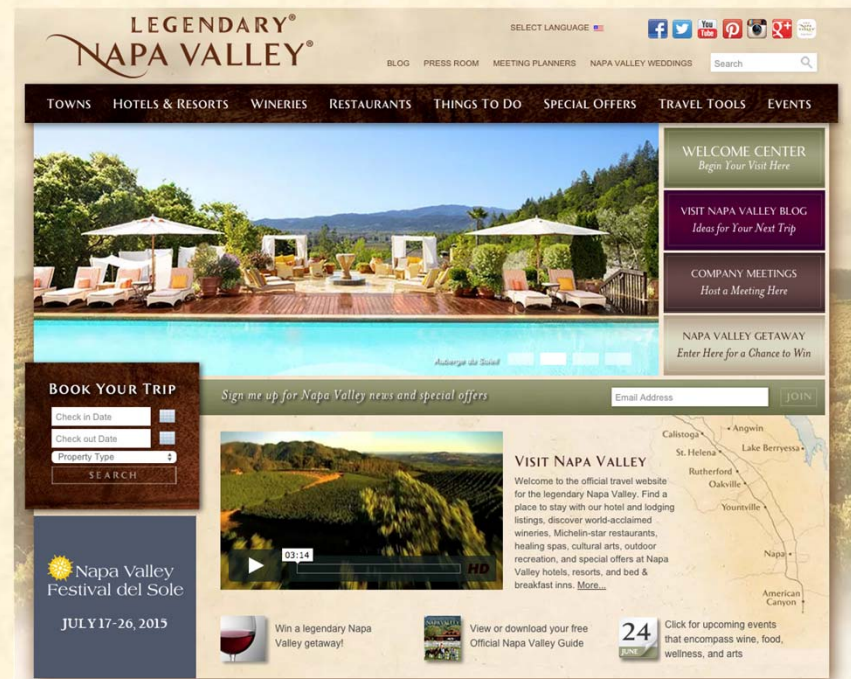 LEGENDARY®
NAPA VALLEY®
SELECT LANGUAGE
You
Tube
BLOG PRESS ROOM MEETING PLANNERS NAPA VALLEY WEDDINGS Search
TOWNS HOTELS & RESORTS WINERIES RESTAURANTS THINGS TO DO SPECIAL OFFERS TRAVEL TOOLS EVENTS
WELCOME CENTER
Begin Your Visit Here
VISIT NAPA VALLEY BLOG
Ideas for Your Next Trip
COMPANY MEETINGS
Host a Meeting Here
NAPA VALLEY GETAWAY
Enter Here for a Chance to Win
Auberge du Soleil
BOOK YOUR TRIP
Check in Date
Check out Date
Property Type
SEARCH
Sign me up for Napa Valley news and special offers
Email Address JOIN
03:14
HD
VISIT NAPA VALLEY
Welcome to the official travel website
for the legendary Napa Valley. Find a
place to stay with our hotel and lodging
listings, discover world-acclaimed
wineries, Michelin-star restaurants,
healing spas, cultural arts, outdoor
recreation, and special offers at Napa
Valley hotels, resorts, and bed &
breakfast inns. More...
Angwin
Calistoga
Lake Berryessa
St. Helena
Rutherford
Oakville
Yountville
Napa
American
Canyon
Napa Valley
Festival del Sole
JULY 17-26, 2015
Win a legendary Napa
Valley getaway!
View or download your free
Official Napa Valley Guide
24
JUNE
Click for upcoming events
that encompass wine, food,
wellness, and arts